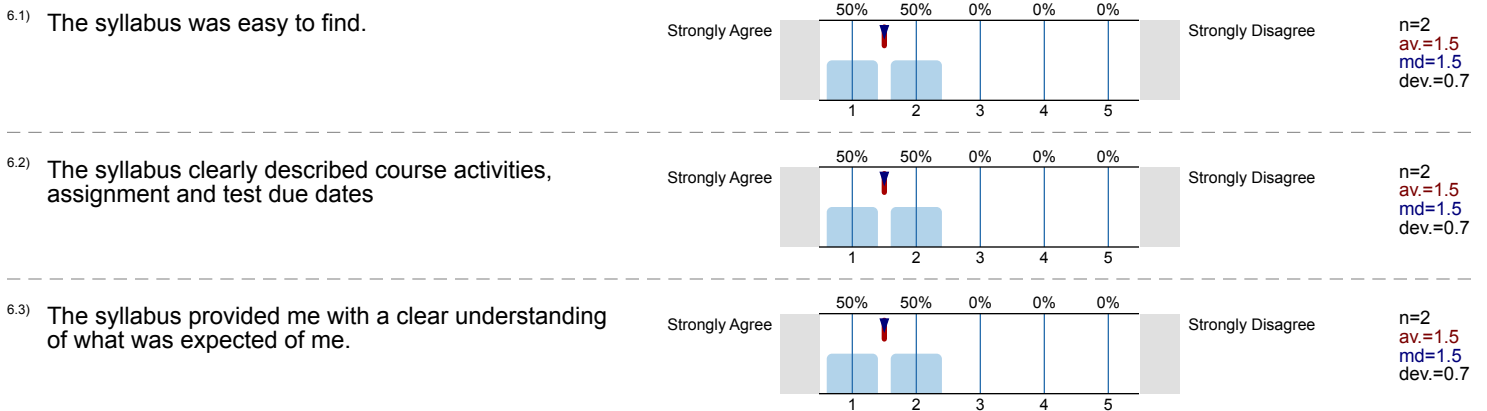 6.1) The syllabus was easy to find.
50% 50% 0% 0% 0%
Strongly Agree
Strongly Disagree
1 2 3 4 5
n=2
av.=1.5
md=1.5
dev.=0.7
6.2) The syllabus clearly described course activities,
assignment and test due dates
50% 50% 0% 0% 0%
Strongly Agree
Strongly Disagree
1 2 3 4 5
n=2
av.=1.5
md=1.5
dev.=0.7
6.3) The syllabus provided me with a clear understanding
of what was expected of me.
50% 50% 0% 0% 0%
Strongly Agree
Strongly Disagree
1 2 3 4 5
n=2
av.=1.5
md=1.5
dev.=0.7